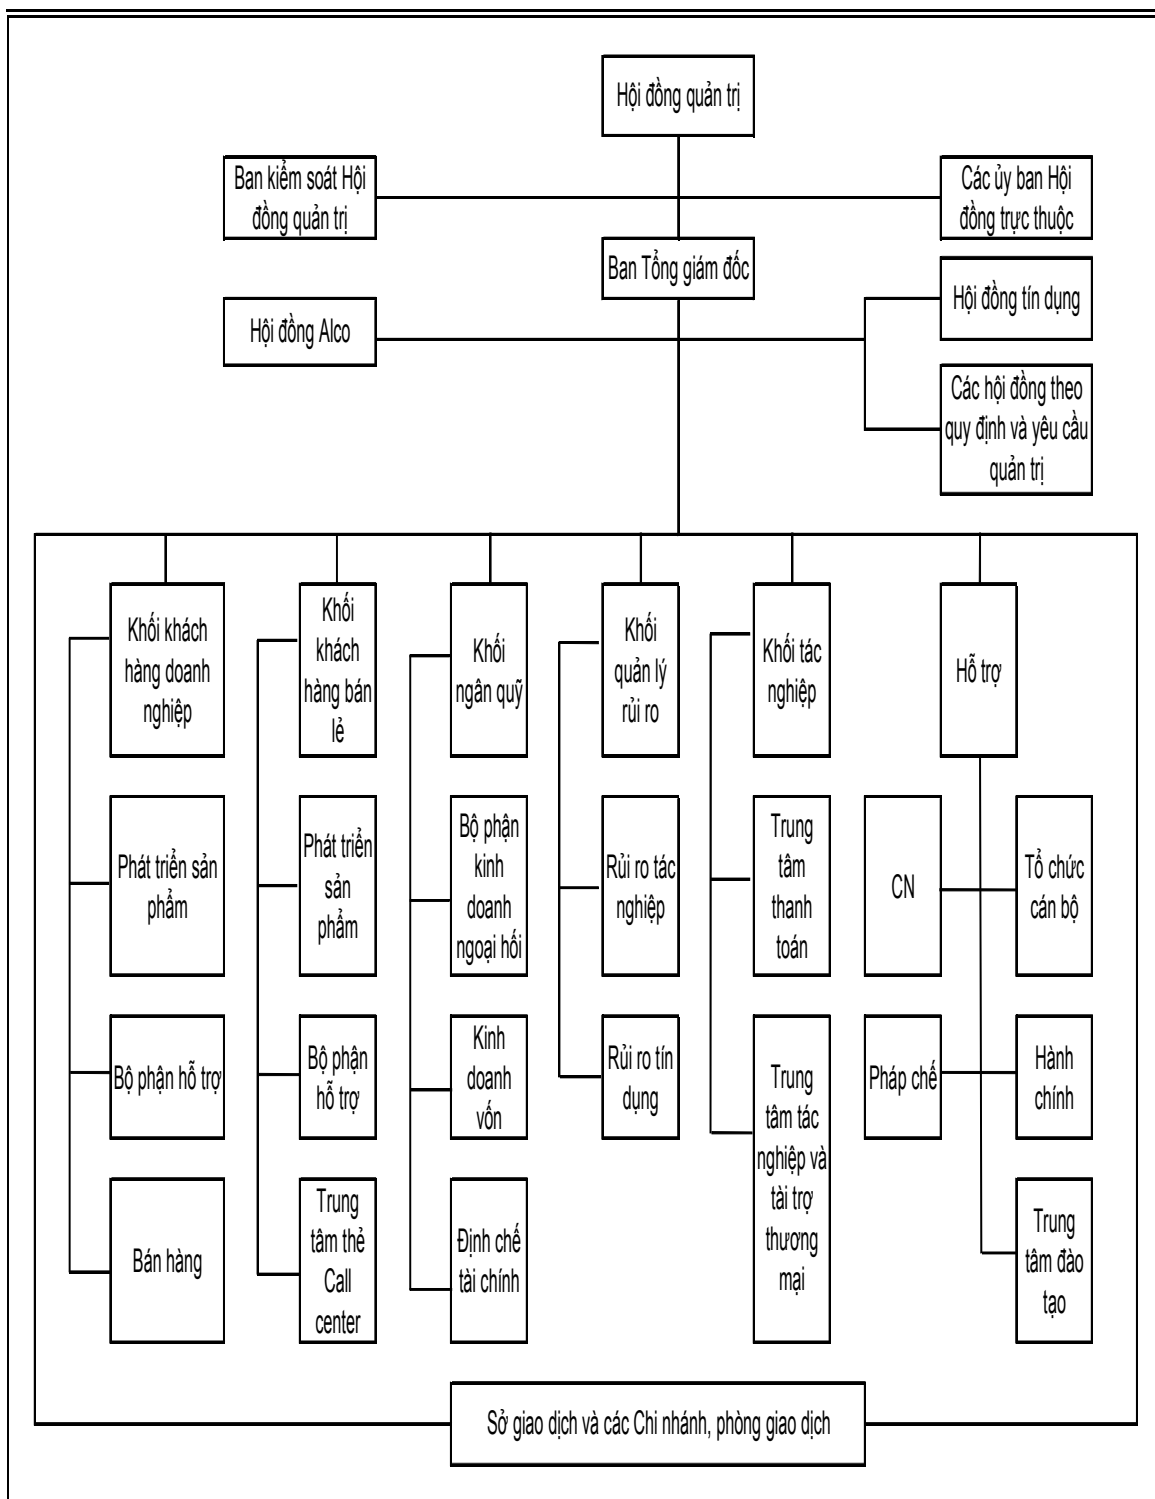 Hội đồng quản trị
Ban kiểm soát Hội
đồng quản trị
Các ủy ban Hội
đồng trực thuộc
Ban Tổng giám đốc
Hội đồng Alco
Hội đồng tín dụng
Các hội đồng theo
quy định và yêu cầu
quản trị
Khối khách
hàng doanh
nghiệp
Khối
khách
hàng bán
lẻ
Khối
ngân quỹ
Khối
quản lý
rủi ro
Khối tác
nghiệp
Hỗ trợ
Phát triển sản
phẩm
Phát triển
sản
phẩm
Bộ phận
kinh
doanh
ngoại hối
Rủi ro tác
nghiệp
Trung
tâm
thanh
toán
CN
Tổ chức
cán bộ
Bộ phận hỗ trợ
Bộ phận
hỗ trợ
Kinh
doanh
vốn
Rủi ro tín
dụng
Trung
tâm tác
nghiệp và
tài trợ
thương
mại
Pháp chế
Hành
chính
Bán hàng
Trung
tâm thẻ
Call
center
Định chế
tài chính
Trung
tâm đào
tạo
Sở giao dịch và các Chi nhánh, phòng giao dịch